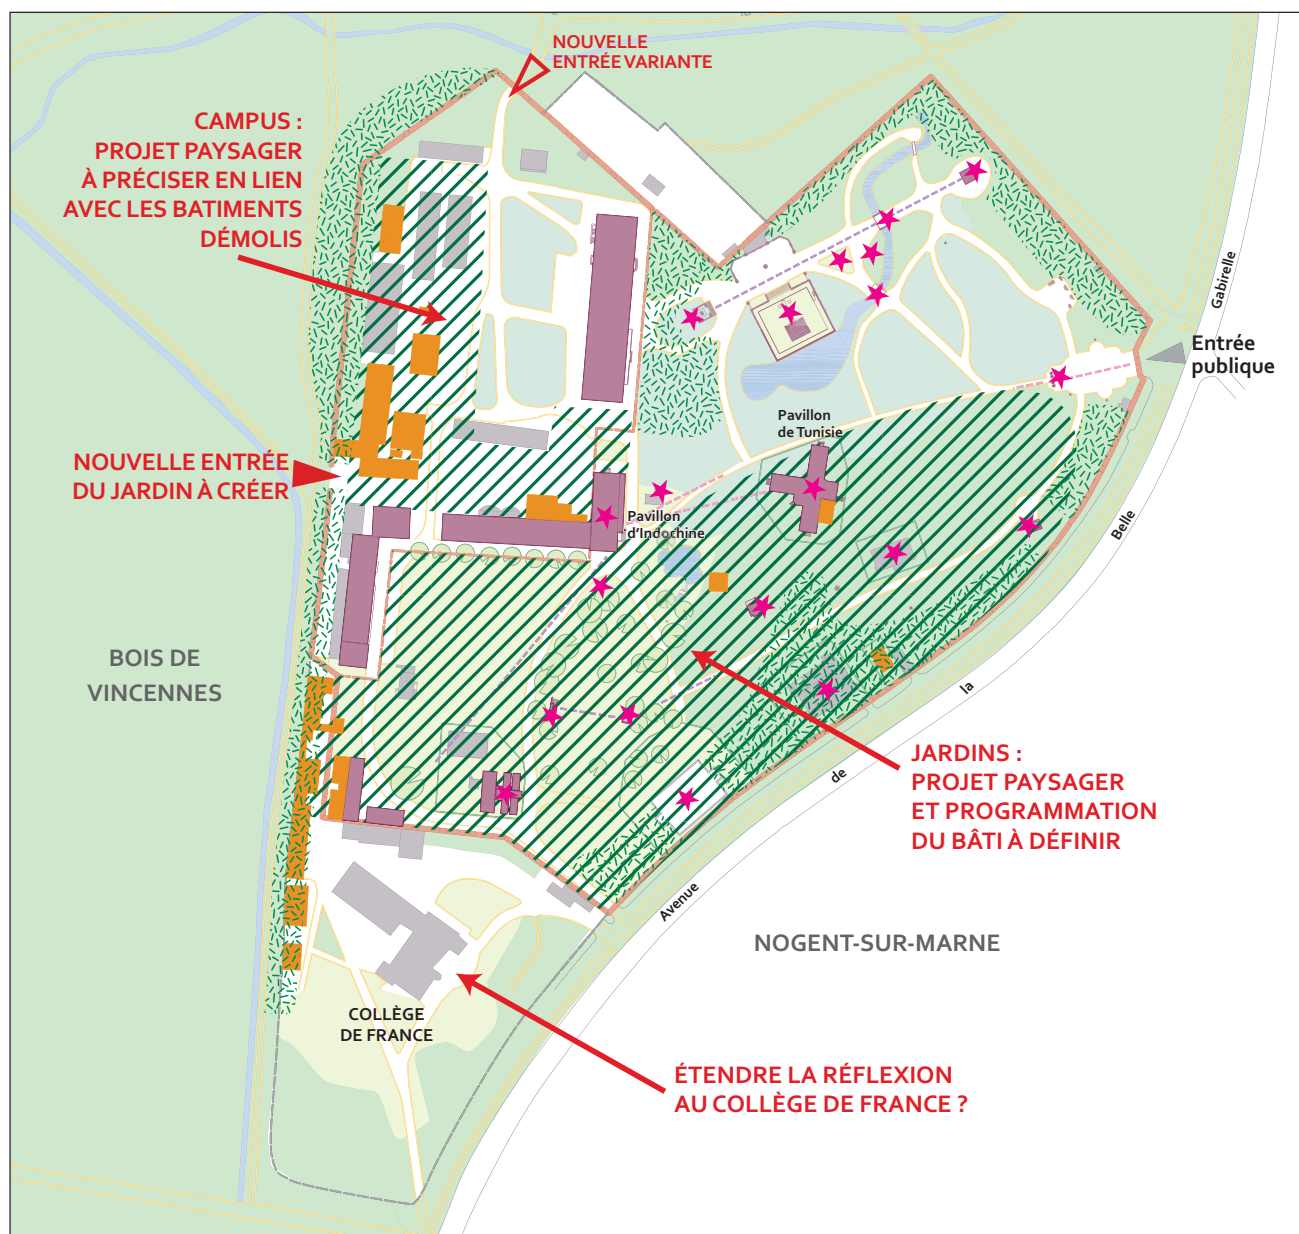 NOUVELLE
ENTRÉE VARIANTE
CAMPUS :
PROJET PAYSAGER
À PRÉCISER EN LIEN
AVEC LES BATIMENTS
DÉMOLIS
Gabirelle
Entrée
publique
Pavillon
de Tunisie
NOUVELLE ENTRÉE
DU JARDIN À CRÉER
Pavillon
d'Indochine
Belle
BOIS DE
VINCENNES
la
de
Avenue
JARDINS :
PROJET PAYSAGER
ET PROGRAMMATION
DU BÂTI À DÉFINIR
NOGENT-SUR-MARNE
COLLÈGE
DE FRANCE
ÉTENDRE LA RÉFLEXION
AU COLLÈGE DE FRANCE ?